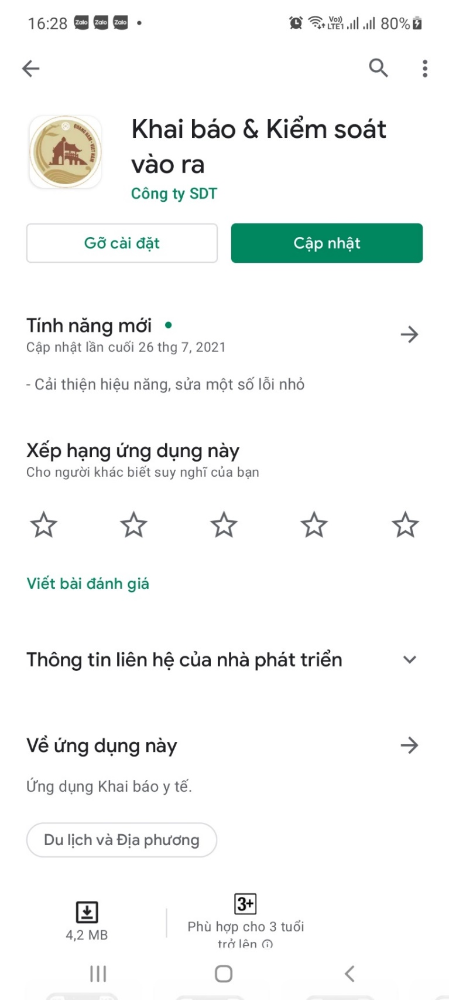 16:28 Zalo Zalo Zalo Vo)) LTE1 80%
QUANG NAM - VIET NAM
Khai báo & Kiểm soát
vào ra
Công ty SDT
Gỡ cài đặt
Cập nhật
Tính năng mới
Cập nhật lần cuối 26 thg 7, 2021
- Cải thiện hiệu năng, sửa một số lỗi nhỏ
Xếp hạng ứng dụng này
Cho người khác biết suy nghĩ của bạn
Viết bài đánh giá
Thông tin liên hệ của nhà phát triển
Về ứng dụng này
Ứng dụng Khai báo y tế.
Du lịch và Địa phương
4,2 MB
3+
Phù hợp cho 3 tuổi
trở lên